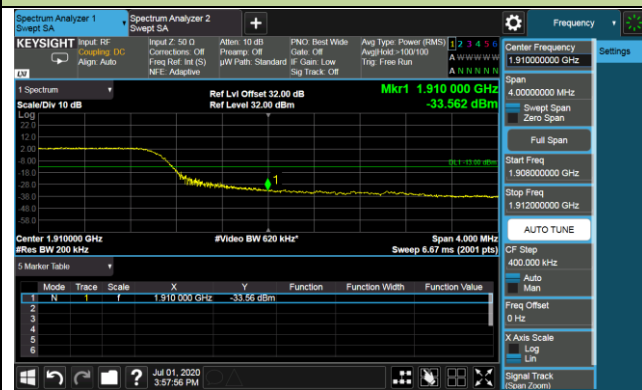 Spectrum Analyzer 1
Swept SA
Spectrum Analyzer 2
Swept SA
+
Frequency
KEYSIGHT
Input: RF
Coupling: DC
Align: Auto
Input Z: 50 Ω
Corrections: Off
Freq Ref: Int (S)
NFE: Adaptive
Atten: 10 dB
Preamp: Off
µW Path: Standard
PNO: Best Wide
Gate: Off
IF Gain: Low
Sig Track: Off
Avg Type: Power (RMS)
Avg|Hold:>100/100
Trig: Free Run
1 2 3 4 5 6
A W W W W W
A N N N N N
LXI
1 Spectrum
Scale/Div 10 dB
Ref Lvl Offset 32.00 dB
Ref Level 32.00 dBm
Mkr1 1.910 000 GHz
-33.562 dBm
Log
22.0
12.0
2.00
-8.00
-18.0
-28.0
-38.0
-48.0
-58.0
DL1 -13.00 dBm
1
Center 1.910000 GHz
#Res BW 200 kHz
#Video BW 620 kHz*
Span 4.000 MHz
Sweep 6.67 ms (2001 pts)
5 Marker Table
Mode Trace Scale X Y Function Function Width Function Value
1 N 1 f 1.910 000 GHz -33.56 dBm
2
3
4
5
6
Center Frequency
1.910000000 GHz
Settings
Span
4.00000000 MHz
Swept Span
Zero Span
Full Span
Start Freq
1.908000000 GHz
Stop Freq
1.912000000 GHz
AUTO TUNE
CF Step
400.000 kHz
Auto
Man
Freq Offset
0 Hz
X Axis Scale
Log
Lin
Signal Track
(Span Zoom)
?
Jul 01, 2020
3:57:56 PM